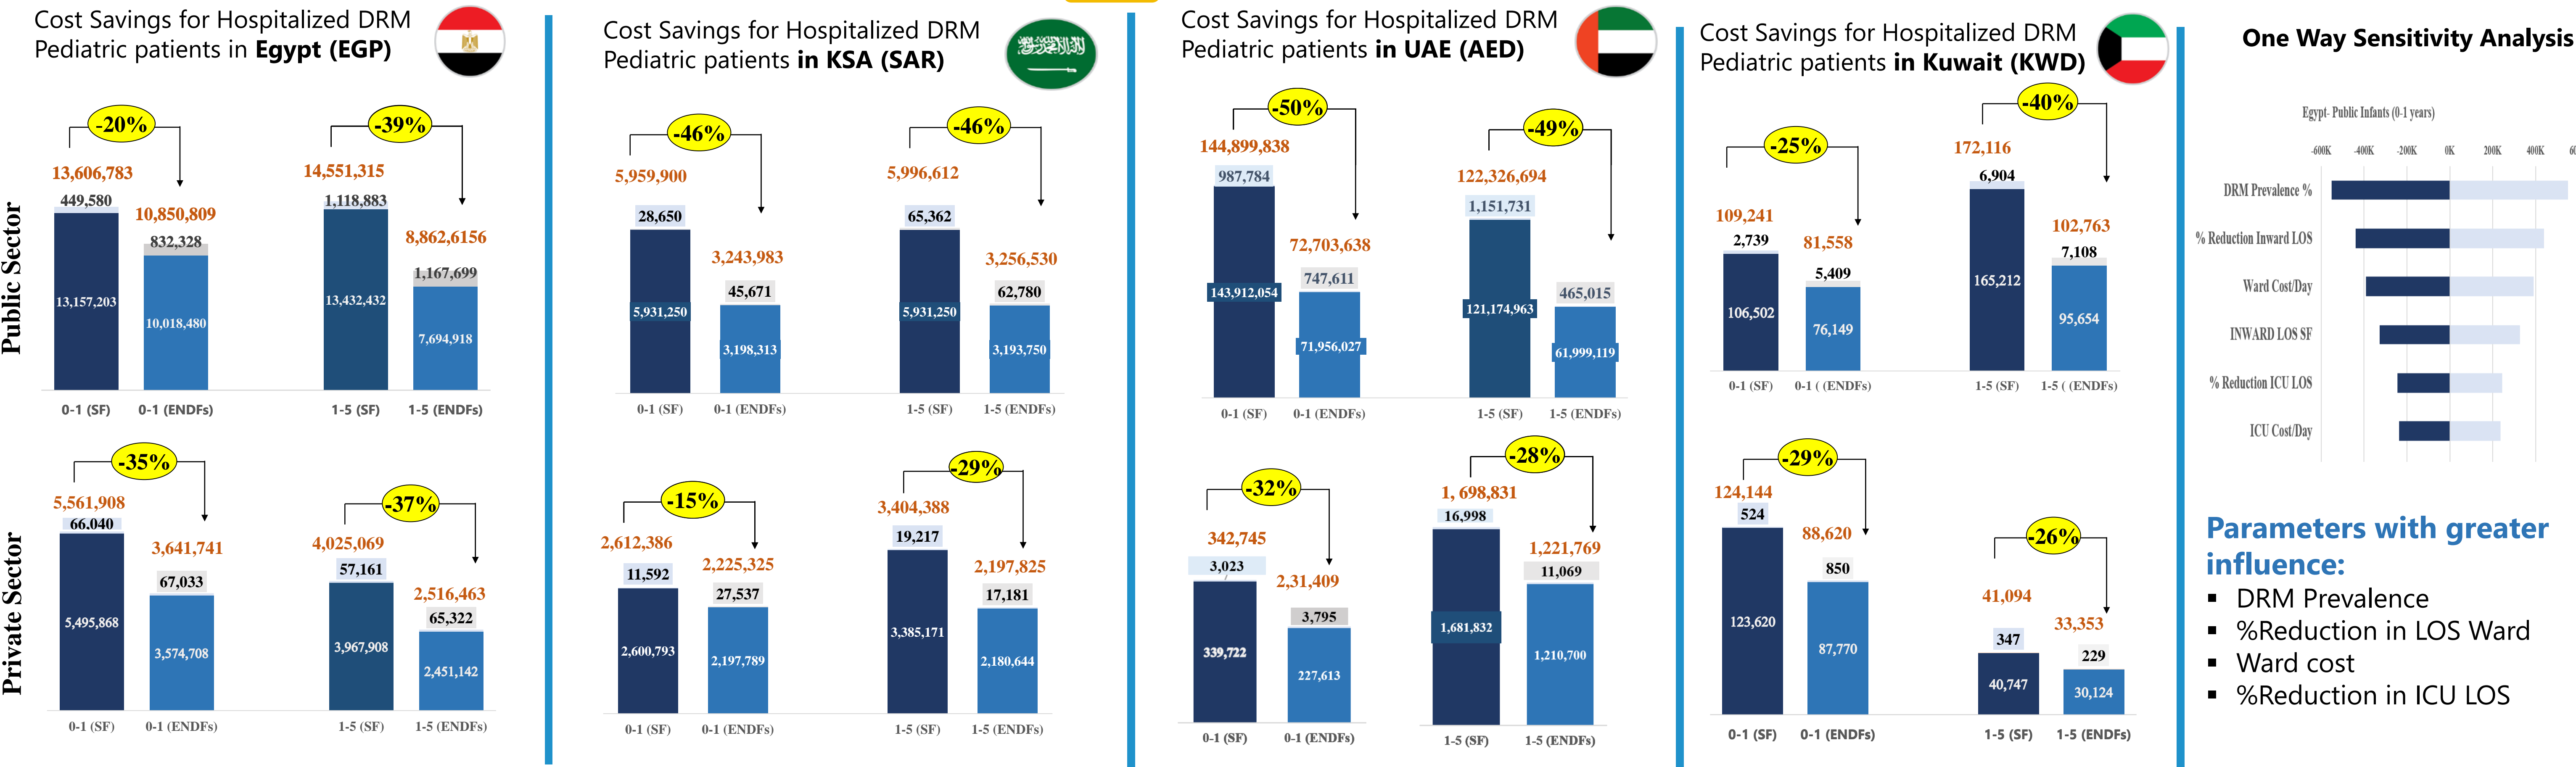 Cost Savings for Hospitalized DRM
Pediatric patients in Egypt (EGP)
Public Sector
-20%
13,606,783
449,580
13,157,203
10,850,809
832,328
10,018,480
0-1 (SF)
0-1 (ENDFs)
-39%
14,551,315
1,118,883
13,432,432
8,862,6156
1,167,699
7,694,918
1-5 (SF)
1-5 (ENDFs)
Private Sector
-35%
5,561,908
66.040
5,495,868
3,641,741
67,033
3,574,708
0-1 (SF)
0-1 (ENDFs)
-37%
4,025,069
57,161
3,967,908
2,516,463
65,322
2,451,142
1-5 (SF)
1-5 (ENDFs)
Cost Savings for Hospitalized DRM
Pediatric patients in KSA (SAR)
-46%
5,959,900
28,650
5,931,250
3,243,983
45,671
3,198,313
0-1 (SF)
0-1 (ENDFs)
-46%
5,996,612
65,362
5,931,250
3,256,530
62,780
3,193,750
1-5 (SF)
1-5 (ENDFs)
-15%
2,612,386
11,592
2,600,793
2,225,325
27,537
2,197,789
0-1 (SF)
0-1 (ENDFs)
-29%
3,404,388
19,217
3,385,171
2,197,825
17,181
2,180,644
1-5 (SF)
1-5 (ENDFs)
Cost Savings for Hospitalized DRM
Pediatric patients in UAE (AED)
-50%
144,899,838
987,784
143,912,054
72,703,638
747,611
71,956,027
0-1 (SF)
0-1 (ENDFs)
-49%
122,326,694
1,151,731
121,174,963
465,015
61,999,119
1-5 (SF)
1-5 (ENDFs)
-32%
342,745
3,023
339,722
2,31,409
3,795
227,613
0-1 (SF)
0-1 (ENDFs)
-28%
1, 698,831
16,998
1,681,832
1,221,769
11,069
1,210,700
1-5 (SF)
1-5 (ENDFs)
Cost Savings for Hospitalized DRM
Pediatric patients in Kuwait (KWD)
-25%
109,241
2,739
106,502
81,558
5,409
76,149
0-1 (SF)
0-1 ( (ENDFs)
-40%
172,116
6,904
165,212
102,763
7,108
95,654
1-5 (SF)
1-5 ( (ENDFs)
-29%
124,144
524
123,620
88,620
850
87,770
0-1 (SF)
0-1 (ENDFs)
-26%
41,094
347
40,747
33,353
229
30,124
1-5 (SF)
1-5 (ENDFs)
One Way Sensitivity Analysis
Egypt- Public Infants (0-1 years)
-600K -400K -200K 0K 200K 400K
DRM Prevalence %
% Reduction Inward LOS
Ward Cost/Day
INWARD LOS SF
% Reduction ICU LOS
ICU Cost/Day
Parameters with greater
influence:
▪ DRM Prevalence
▪ %Reduction in LOS Ward
▪ Ward cost
▪ %Reduction in ICU LOS